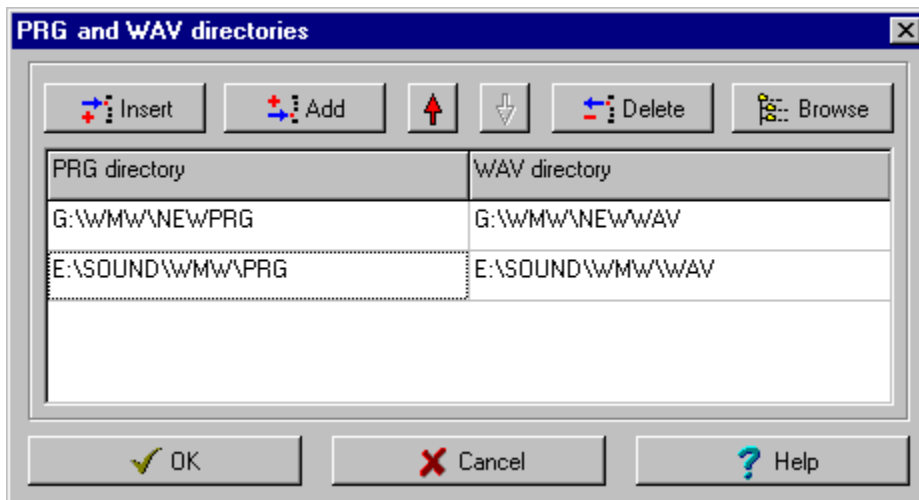 PRG and WAV directories
Insert Add Delete Browse
PRG directory WAV directory
G:\WMW\NEWPRG G:\WMW\NEWWAV
E:\SOUND\WMW\PRG E:\SOUND\WMW\WAV
OK Cancel Help